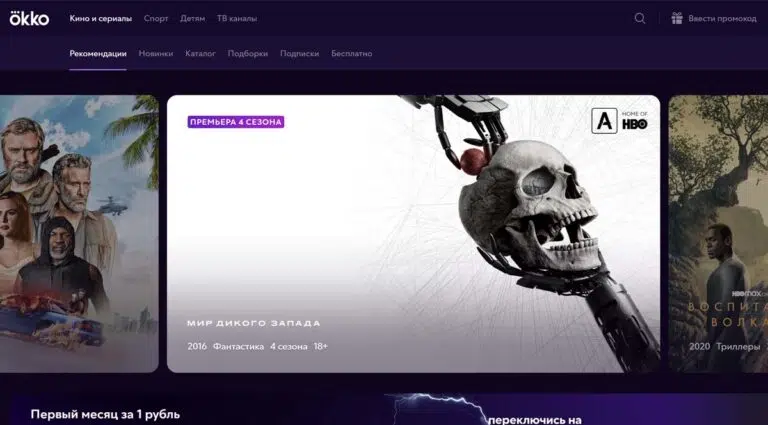 okko Кино и сериалы Спорт Детям ТВ каналы Ввести промокод
Рекомендации Новинки Каталог Подборки Подписки Бесплатно
ПРЕМЬЕРА 4 СЕЗОНА
A HOME OF
HBO
МИР ДИКОГО ЗАПАДА
2016 Фантастика 4 сезона 18+
HBOmax
ВОСПИТА
ВОЛКА
2020 Триллеры
Первый месяц за 1 рубль
переключись на